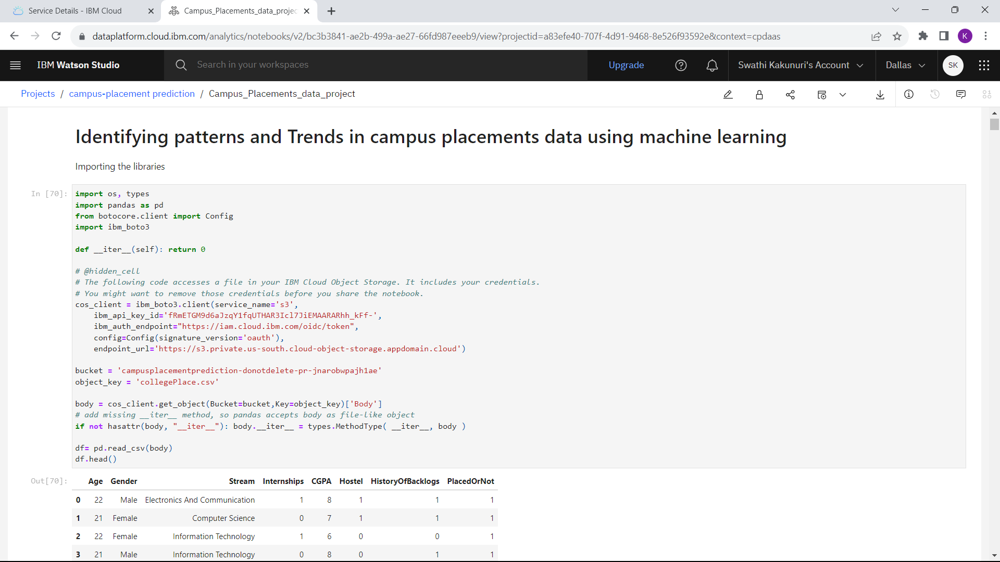 Service Details - IBM Cloud
Campus_Placements_data_projec
dataplatform.cloud.ibm.com/analytics/notebooks/v2/bc3b3841-ae2b-499a-ae27-66fd987eeeb9/view?projectid=a83efe40-707f-4d91-9468-8e526f93592e&context=cpdaas
K
IBM Watson Studio
Search in your workspaces
Upgrade
Swathi Kakunuri's Account
Dallas
SK
Projects / campus-placement prediction / Campus_Placements_data_project
Identifying patterns and Trends in campus placements data using machine learning
Importing the libraries
In [70]:
import os, types
import pandas as pd
from botocore.client import Config
import ibm_boto3
def __iter__(self): return 0
# @hidden_cell
# The following code accesses a file in your IBM Cloud Object Storage. It includes your credentials.
# You might want to remove those credentials before you share the notebook.
cos_client = ibm_boto3.client(service_name='s3',
ibm_api_key_id='fRmETGM9d6aJzqY1fqUTHAR3Icl7JiEMAARARhh_kFf-',
ibm_auth_endpoint="https://iam.cloud.ibm.com/oidc/token",
config=Config(signature_version='oauth'),
endpoint_url='https://s3.private.us-south.cloud-object-storage.appdomain.cloud')
bucket = 'campusplacementprediction-donotdelete-pr-jnarobwpajh1ae'
object_key = 'collegePlace.csv'
body = cos_client.get_object(Bucket=bucket,Key=object_key)['Body']
# add missing __iter__ method, so pandas accepts body as file-like object
if not hasattr(body, "__iter__"): body.__iter__ = types.MethodType( __iter__, body )
df= pd.read_csv(body)
df.head()
Out[70]:
Age Gender Stream Internships CGPA Hostel HistoryOfBacklogs PlacedOrNot
0 22 Male Electronics And Communication 1 8 1 1 1
1 21 Female Computer Science 0 7 1 1 1
2 22 Female Information Technology 1 6 0 0 1
3 21 Male Information Technology 0 8 0 1 1